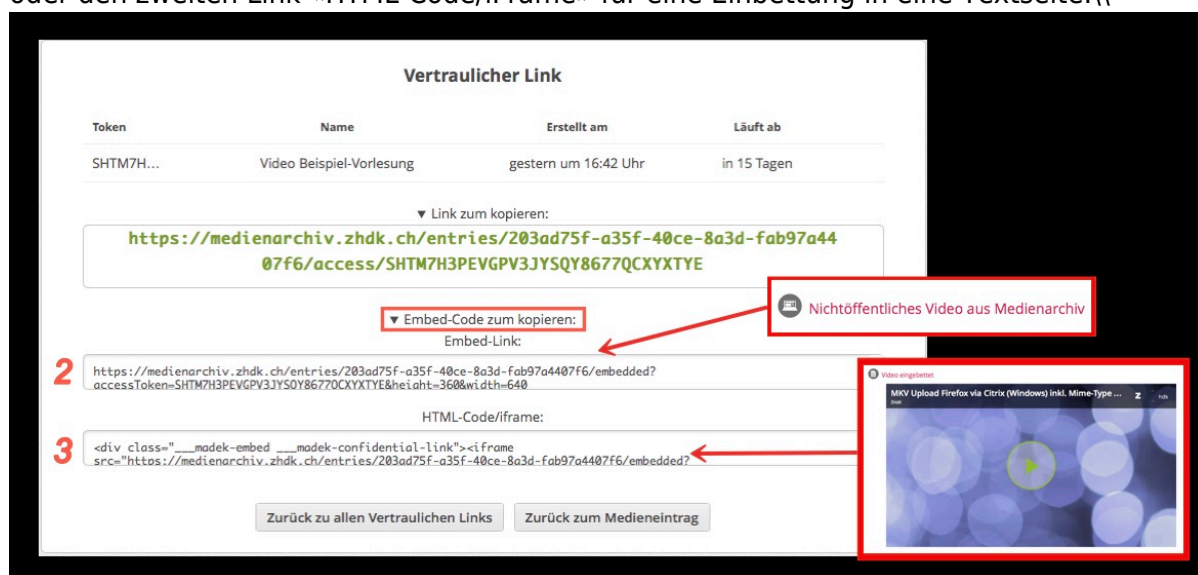 oder den zweiten Link «HTML-Code/iFrame» für eine Einbettung in eine Textseite:\\
Vertraulicher Link
Token Name Erstellt am Läuft ab
SHTM7H... Video Beispiel-Vorlesung gestern um 16:42 Uhr in 15 Tagen
▼ Link zum kopieren:
https://medienarchiv.zhdk.ch/entries/203ad75f-a35f-40ce-8a3d-fab97a44
07f6/access/SHTM7H3PEVGPV3JYSQY8677QCXYXTYE
Nichtöffentliches Video aus Medienarchiv
▼ Embed-Code zum kopieren:
Embed-Link:
2
https://medienarchiv.zhdk.ch/entries/203ad75f-a35f-40ce-8a3d-fab97a4407f6/embedded?
accessToken=SHTM7H3PEVGPV3JYSQY8677QCXYXTYE&height=360&width=640
HTML-Code/iframe:
3
<div class="___madek-embed ___madek-confidential-link"><iframe
src="https://medienarchiv.zhdk.ch/entries/203ad75f-a35f-40ce-8a3d-fab97a4407f6/embedded?
Video eingebettet
MKV Upload Firefox via Citrix (Windows) inkl. Mime-Type ... Z hdk
Zurück zu allen Vertraulichen Links Zurück zum Medieneintrag